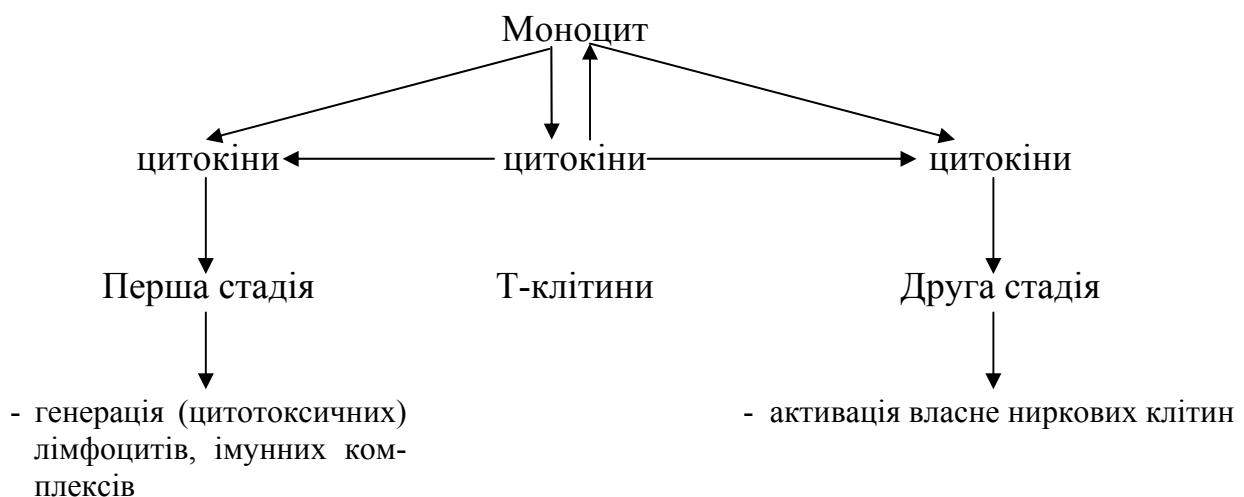 Моноцит
цитокіни цитокіни цитокіни
Перша стадія Т-клітини Друга стадія
- генерація (цитотоксичних) - активація власне ниркових клітин
лімфоцитів, імунних ком-
плексів